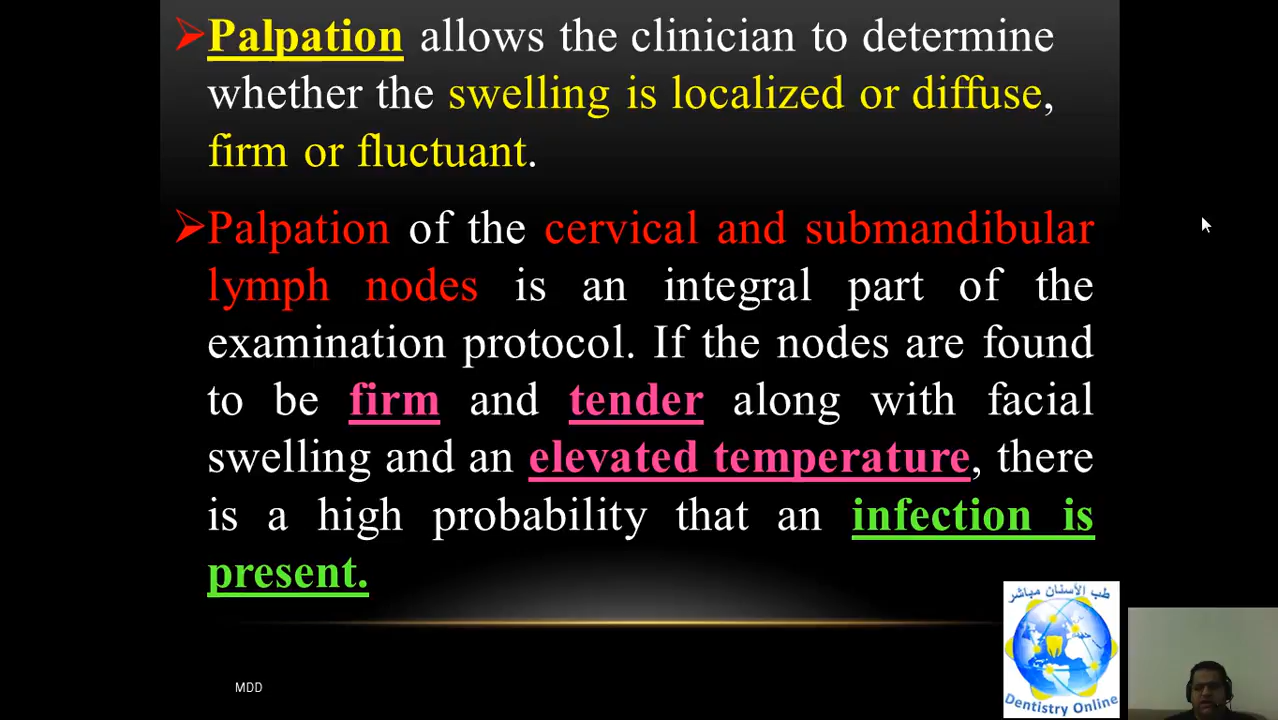 Palpation allows the clinician to determine
whether the swelling is localized or diffuse,
firm or fluctuant.
Palpation of the cervical and submandibular
lymph nodes is an integral part of the
examination protocol. If the nodes are found
to be firm and tender along with facial
swelling and an elevated temperature, there
is a high probability that an infection is
present.
طب الأسنان مباشر
Dentistry Online
MDD